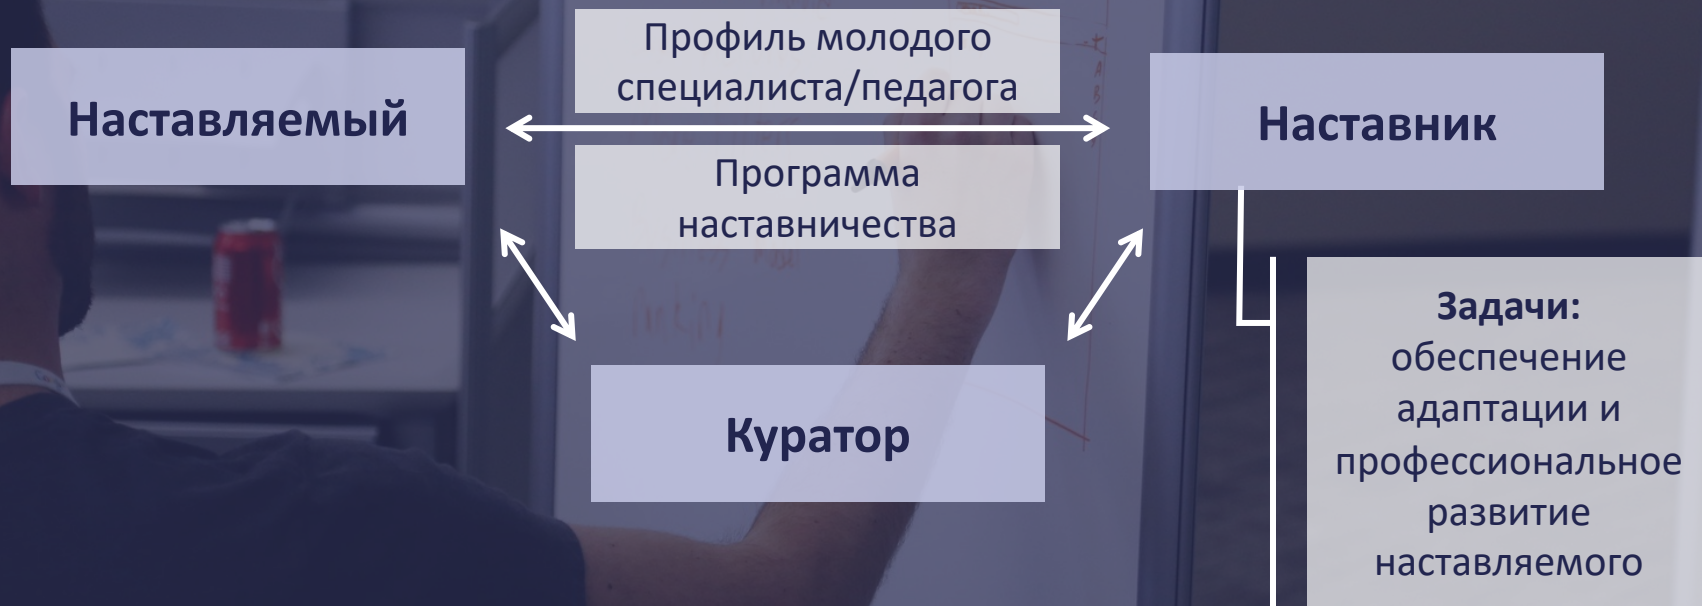 Профиль молодого
специалиста/педагога
Наставляемый
Наставник
Программа
наставничества
Куратор
Задачи:
обеспечение
адаптации и
профессиональное
развитие
наставляемого